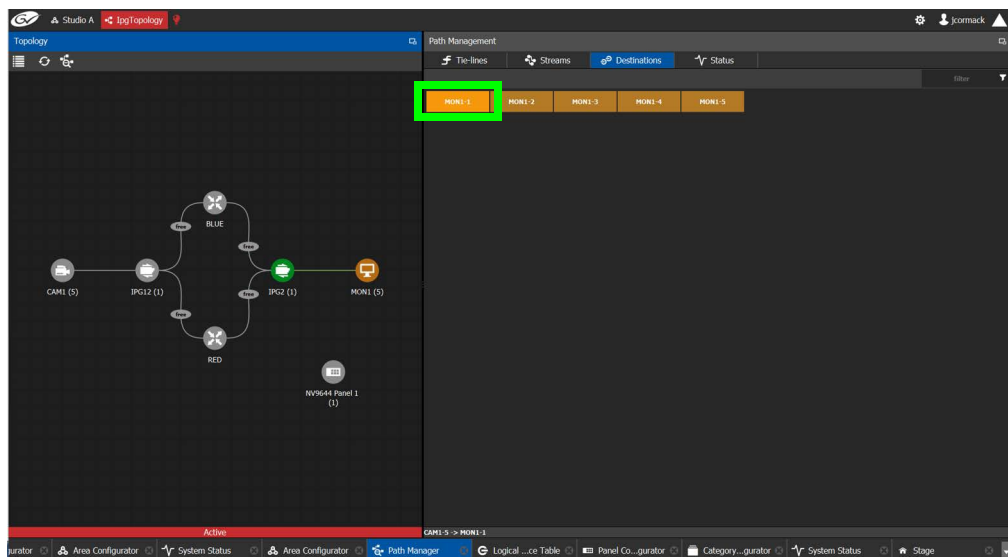 GV Studio A IpgTopology jcormack
Topology
Path Management
Tie-lines Streams Destinations Status
filter
MON1-1 MON1-2 MON1-3 MON1-4 MON1-5
BLUE
free
free
CAM1 (5) IPG12 (1) IPG2 (1) MON1 (5)
free
free
RED
NV9644 Panel 1
(1)
Active
CAM1-5 -> MON1-1
gurator Area Configurator System Status Area Configurator Path Manager Logical ...ce Table Panel Co...gurator Category...gurator System Status Stage